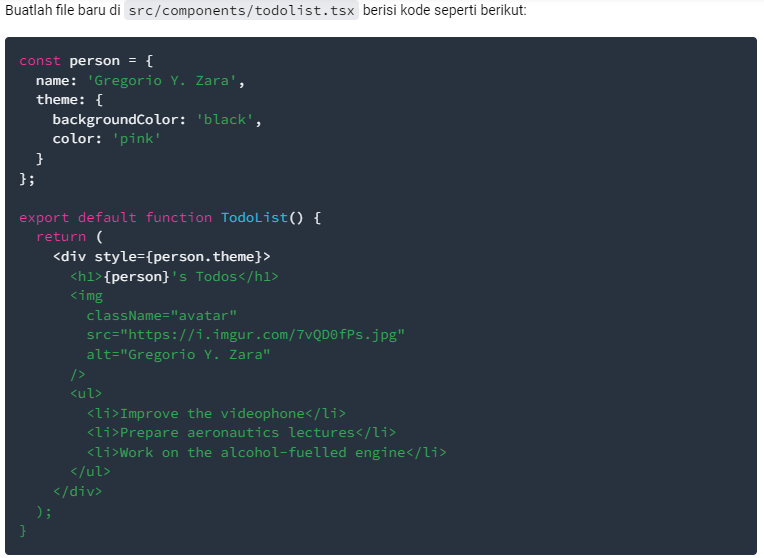 Buatlah file baru di src/components/todolist.tsx berisi kode seperti berikut:
const person = {
  name: 'Gregorio Y. Zara',
  theme: {
    backgroundColor: 'black',
    color: 'pink'
  }
};

export default function TodoList() {
  return (
    <div style={person.theme}>
      <h1>{person}'s Todos</h1>
      <img
        className="avatar"
        src="https://i.imgur.com/7vQD0fPs.jpg"
        alt="Gregorio Y. Zara"
      />
      <ul>
        <li>Improve the videophone</li>
        <li>Prepare aeronautics lectures</li>
        <li>Work on the alcohol-fuelled engine</li>
      </ul>
    </div>
  );
}